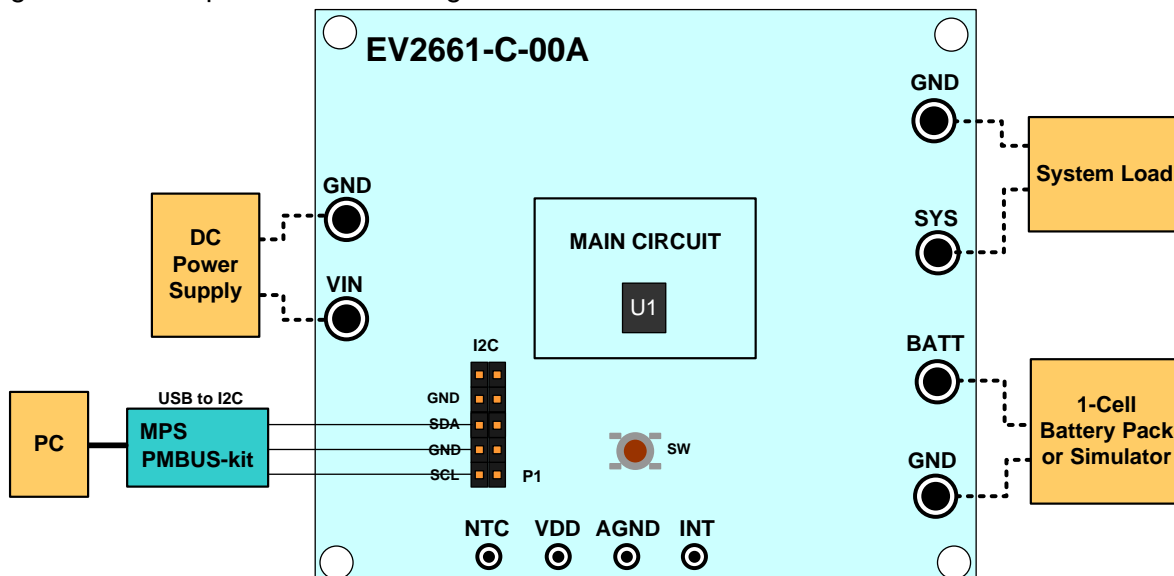 EV2661-C-00A
GND
System Load
GND
DC
Power
Supply
SYS
MAIN CIRCUIT
VIN
U1
I2C
BATT
USB to I2C
GND
1-Cell
Battery Pack
or Simulator
PC
MPS
PMBUS-kit
SDA
GND
SW
GND
SCL
P1
NTC VDD AGND INT